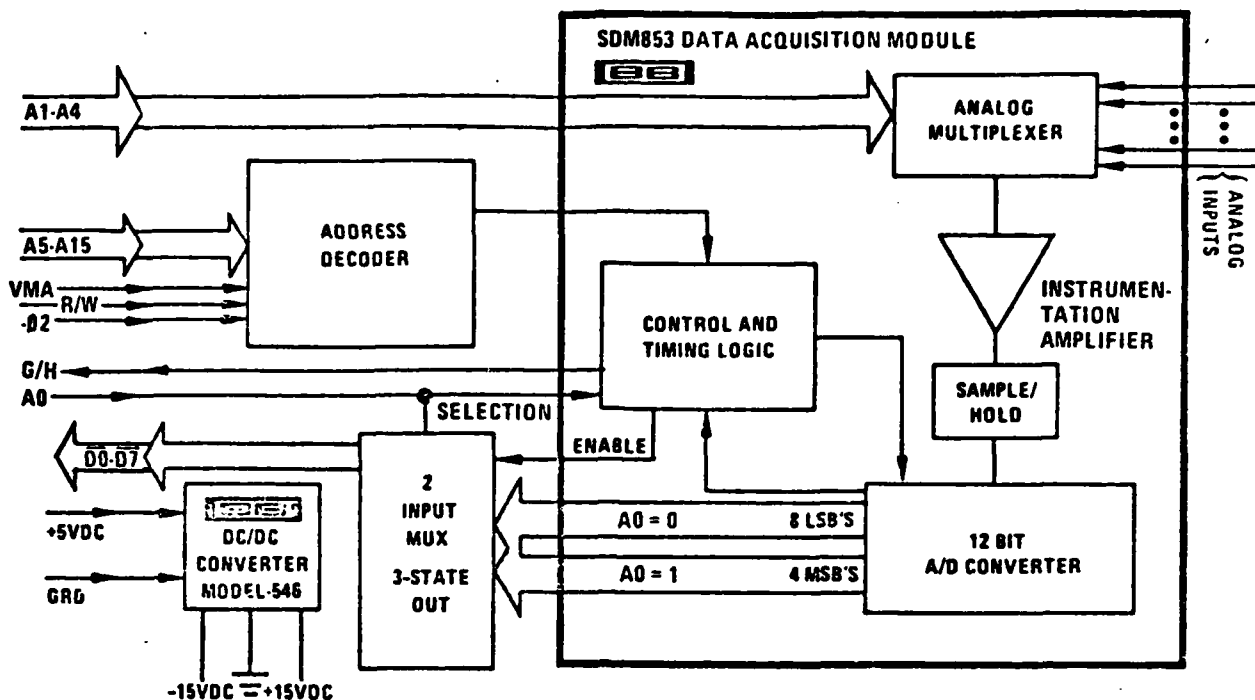 SDM853 DATA ACQUISITION MODULE
A1-A4
ANALOG
MULTIPLEXER
ANALOG
INPUTS
A5-A15
ADDRESS
DECODER
VMA
R/W
-Ø2
INSTRUMEN-
TATION
AMPLIFIER
CONTROL AND
TIMING LOGIC
G/H
A0
SELECTION
SAMPLE/
HOLD
ENABLE
D0-D7
2
INPUT
MUX
3-STATE
OUT
A0 = 0
8 LSB'S
A0 = 1
4 MSB'S
12 BIT
A/D CONVERTER
+5VDC
GRD
DC/DC
CONVERTER
MODEL-546
-15VDC
+15VDC